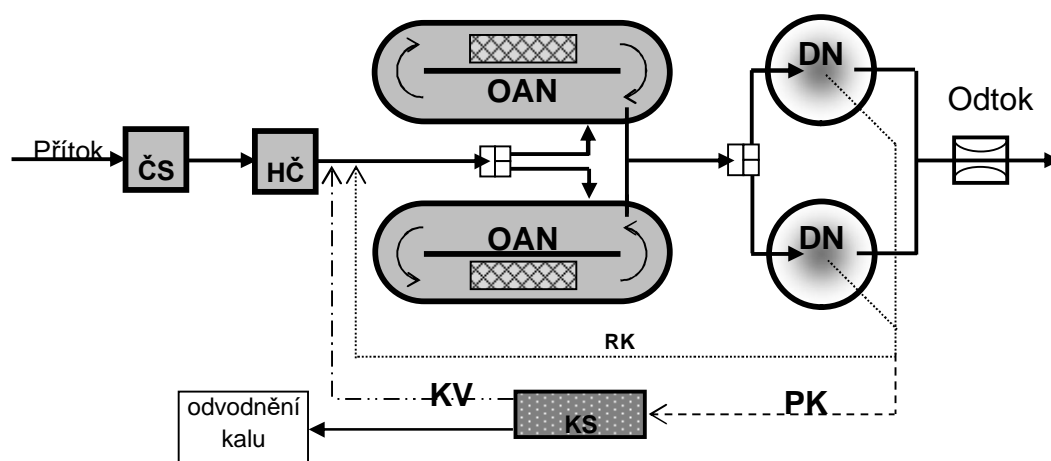 OAN
DN
Odtok
Přítok
ČS
HČ
OAN
DN
RK
KV
PK
KS
odvodnění
kalu